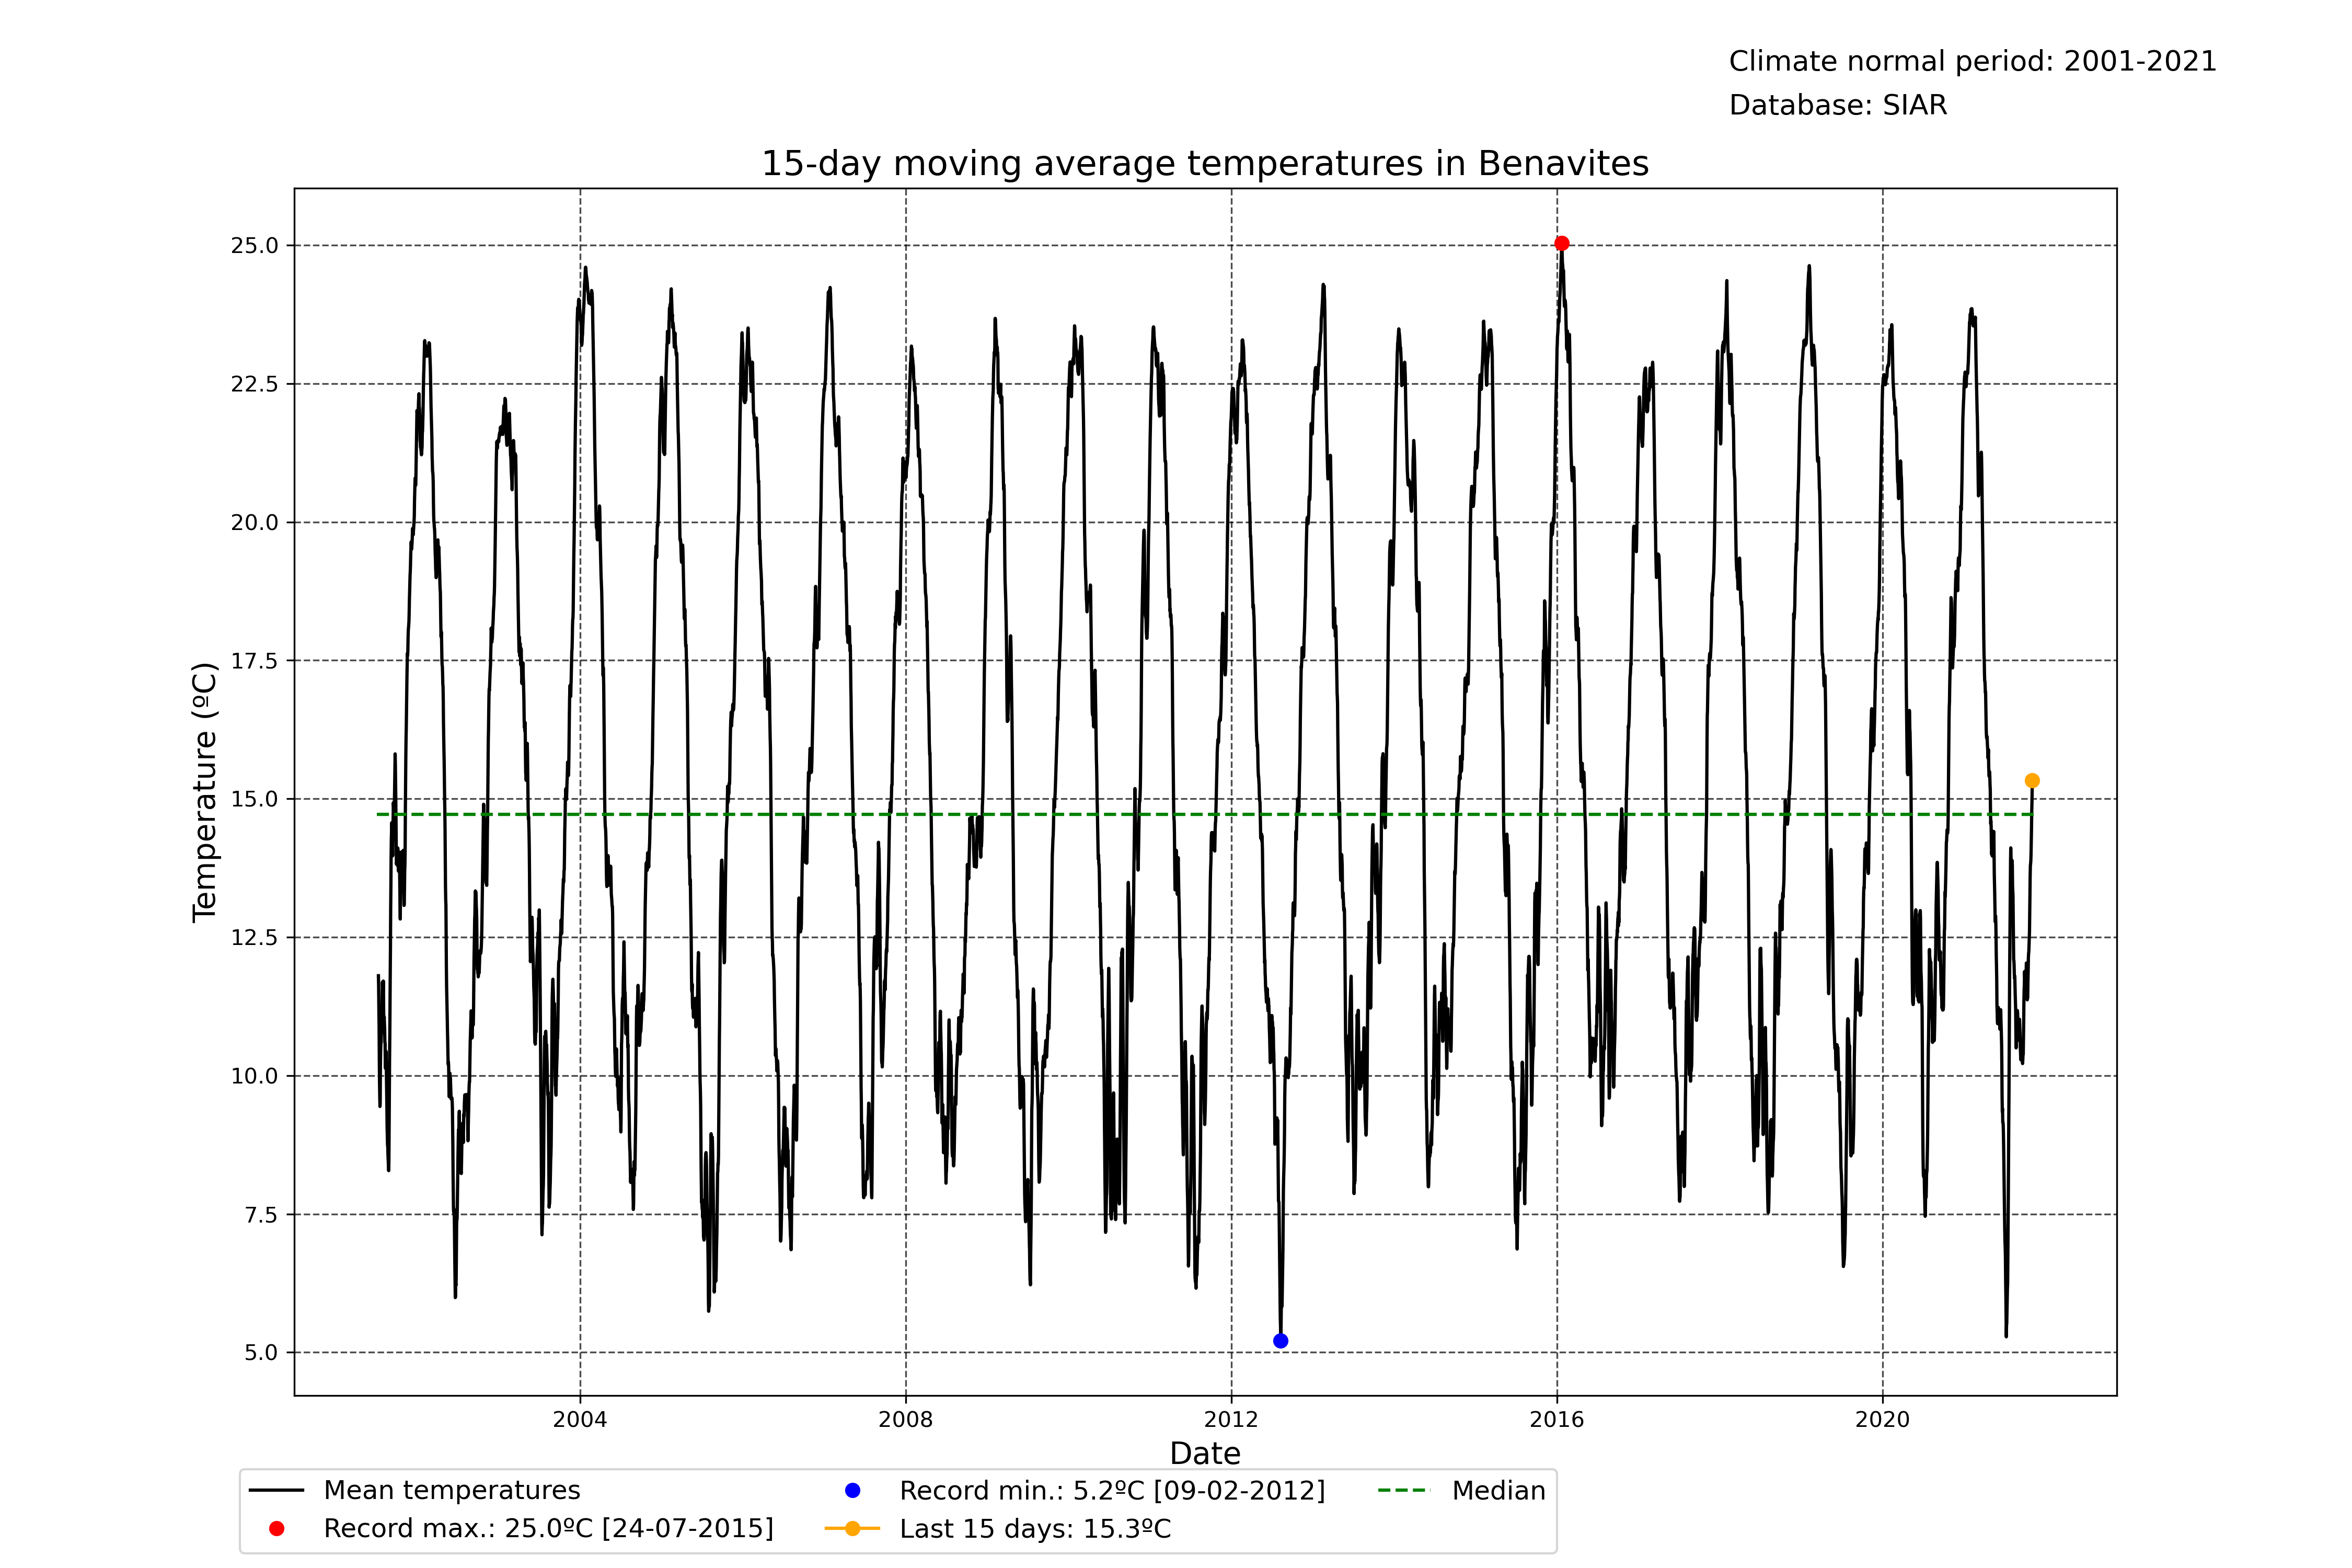 Climate normal period: 2001-2021
Database: SIAR
15-day moving average temperatures in Benavites
25.0
22.5
20.0
17.5
15.0
12.5
10.0
7.5
5.0
Temperature (ºC)
2004 2008 2012 2016 2020
Date
Mean temperatures
Record max.: 25.0ºC [24-07-2015]
Record min.: 5.2ºC [09-02-2012]
Last 15 days: 15.3ºC
Median